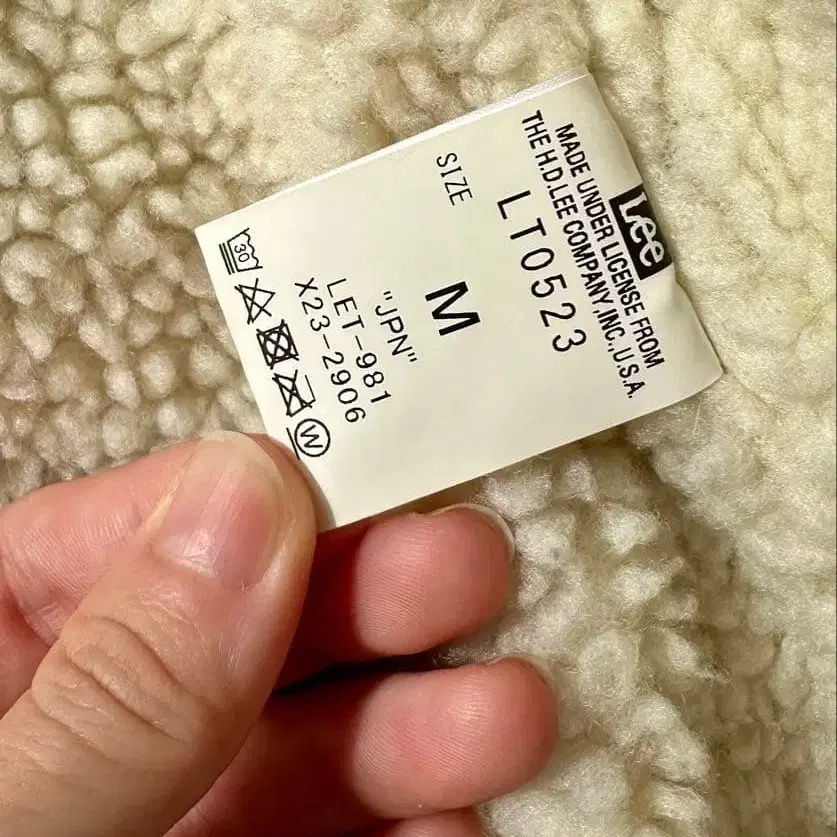 Lee
MADE UNDER LICENSE FROM
THE H.D.LEE COMPANY,INC.,U.S.A.
LT0523
SIZE
M
"JPN"
LET-981
X23-2906
30
W